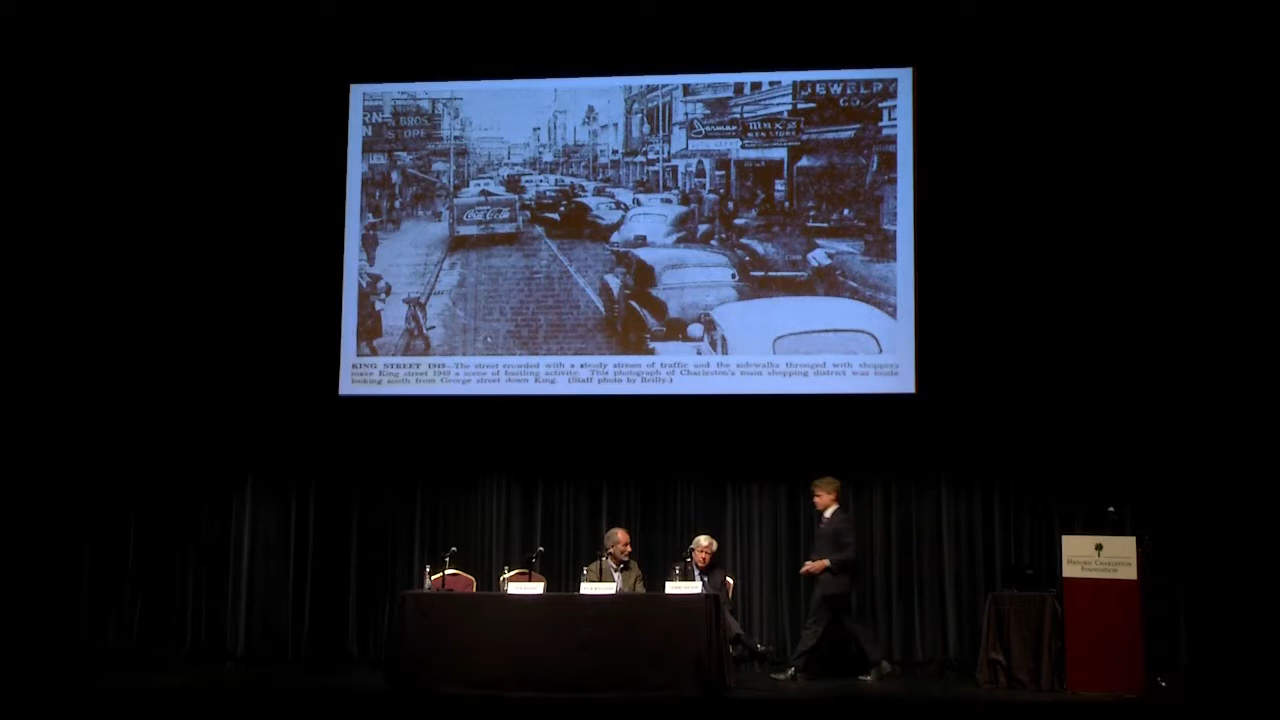 JEWELRY
CO.
BROS.
STORE
Jarman
MAX'S
MEN STORE
DRINK
Coca-Cola
KING STREET 1949—The street crowded with a steady stream of traffic and the sidewalks thronged with shoppers
make King street 1949 a scene of bustling activity. This photograph of Charleston's main shopping district was made
looking south from George street down King. (Staff photo by Reilly.)
HISTORIC CHARLESTON
FOUNDATION